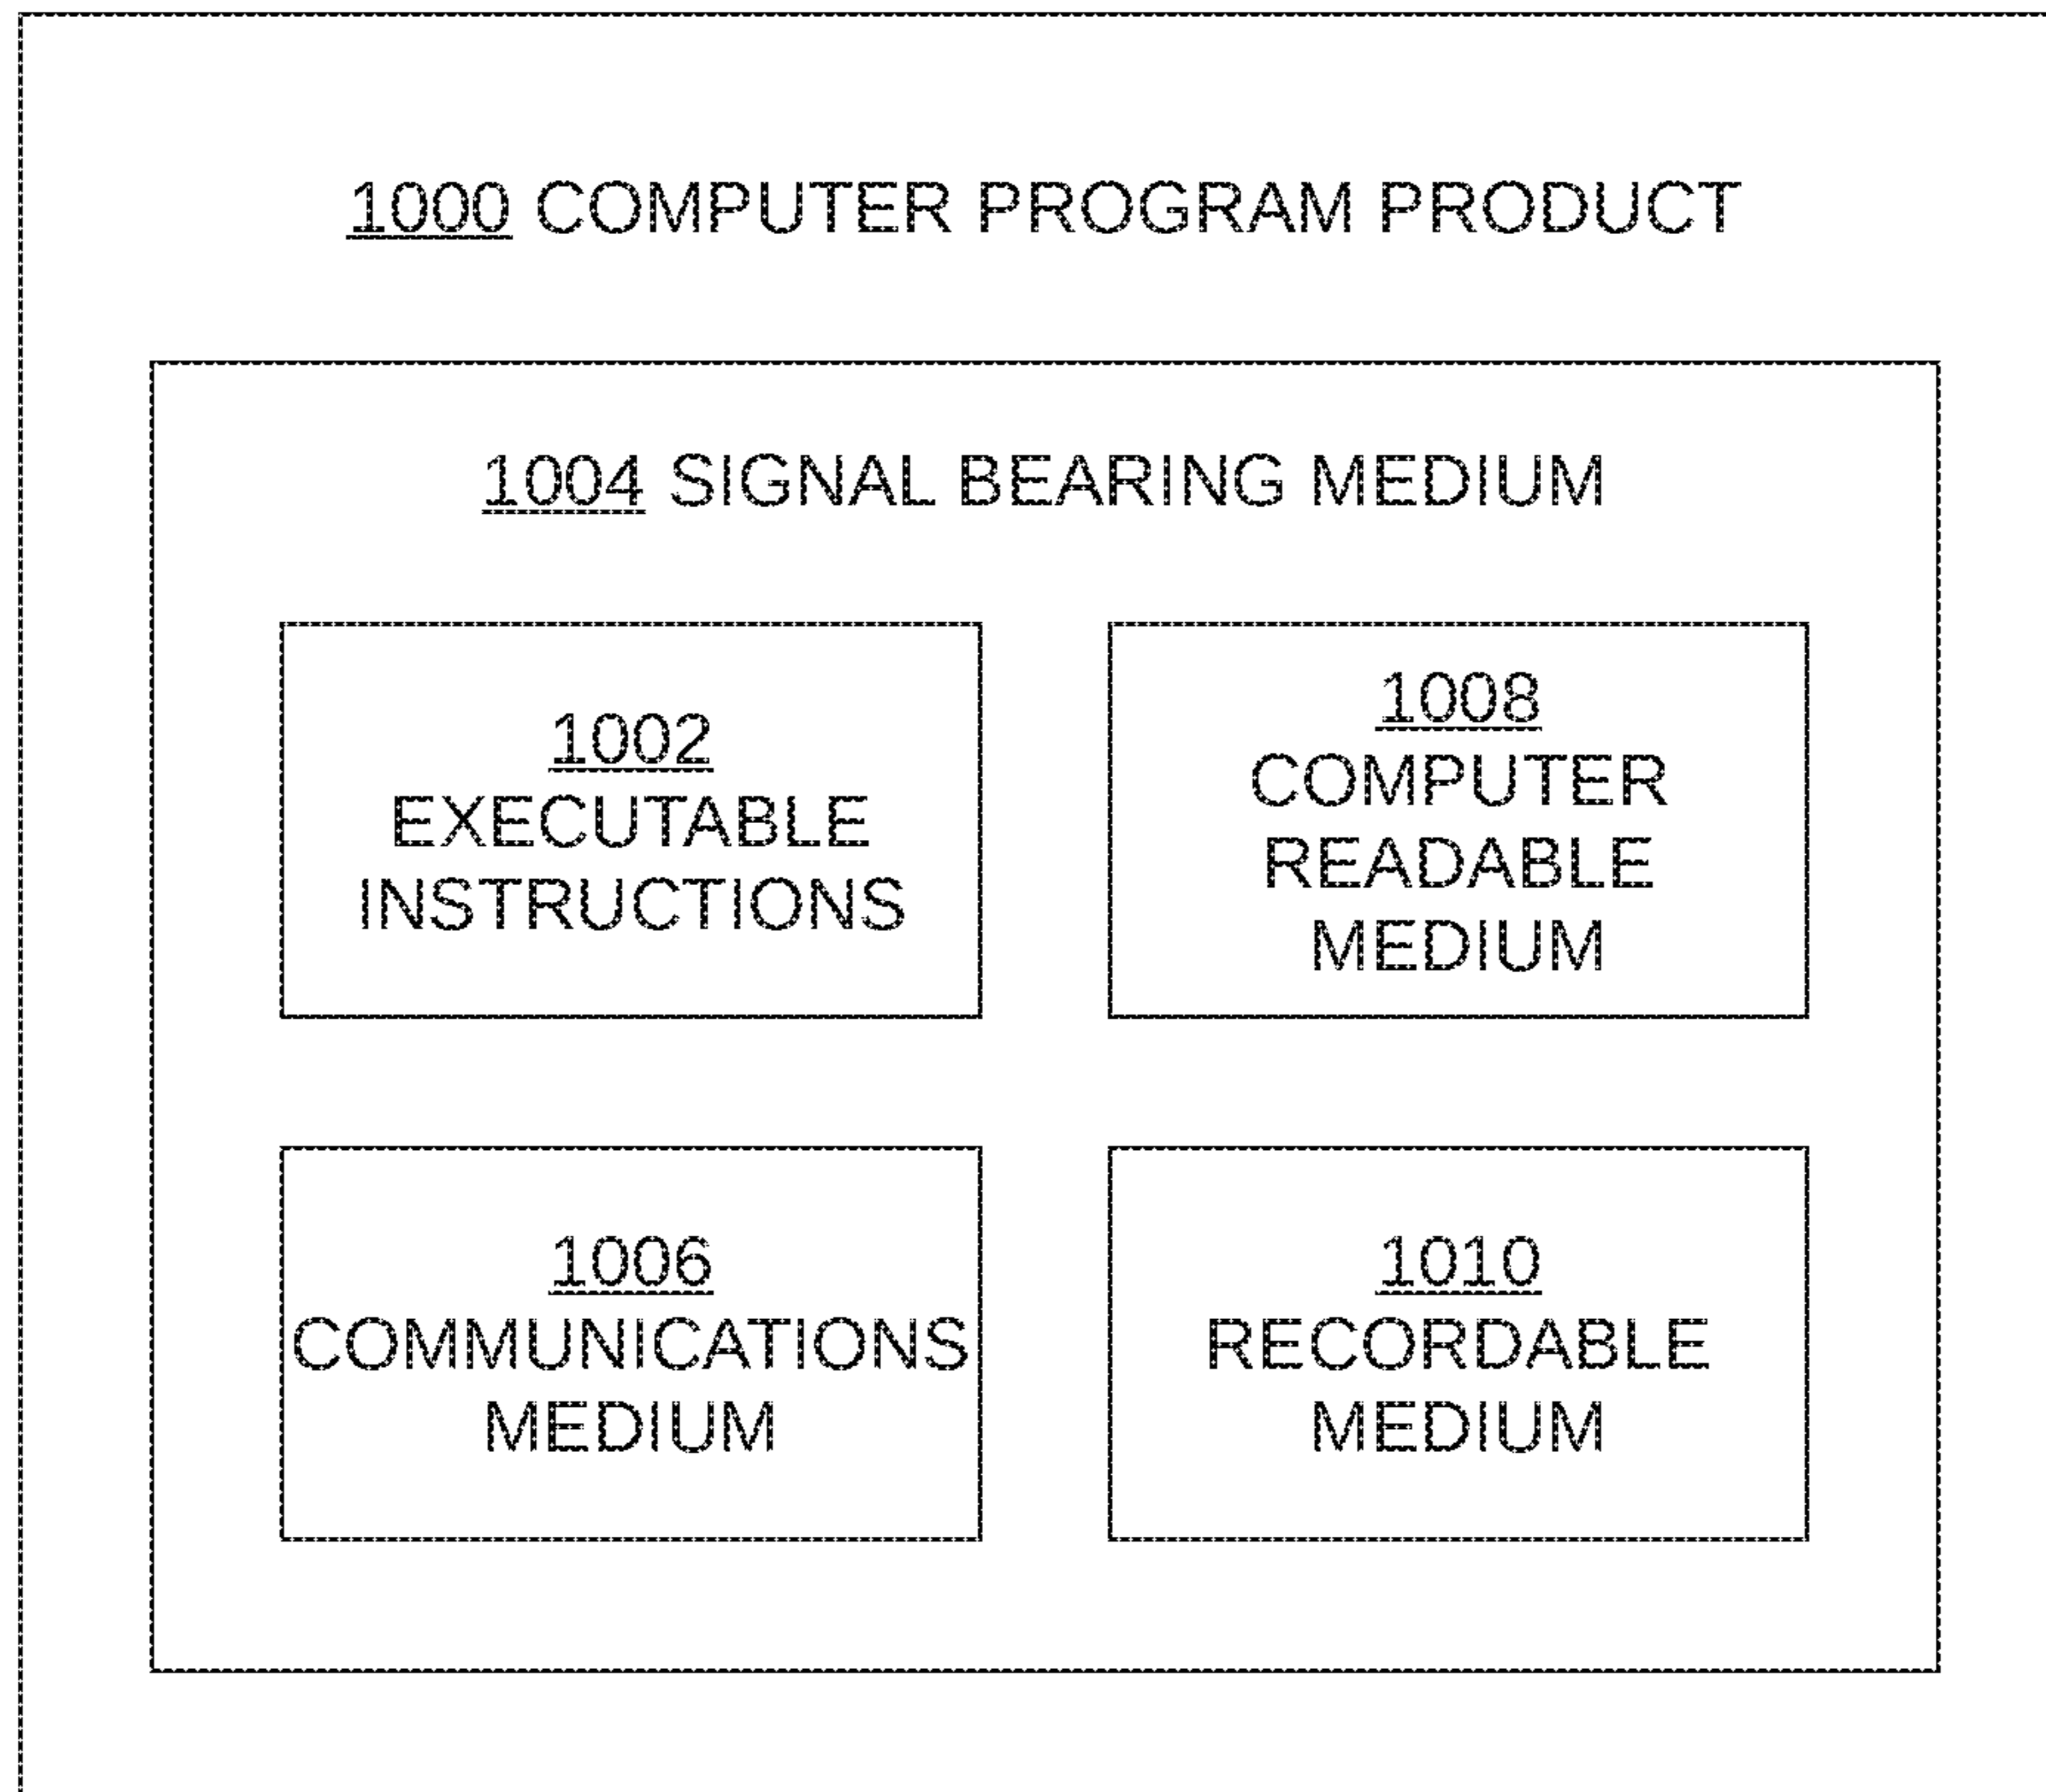 1000 COMPUTER PROGRAM PRODUCT
1004 SIGNAL BEARING MEDIUM
1002
EXECUTABLE
INSTRUCTIONS
1008
COMPUTER
READABLE
MEDIUM
1006
COMMUNICATIONS
MEDIUM
1010
RECORDABLE
MEDIUM